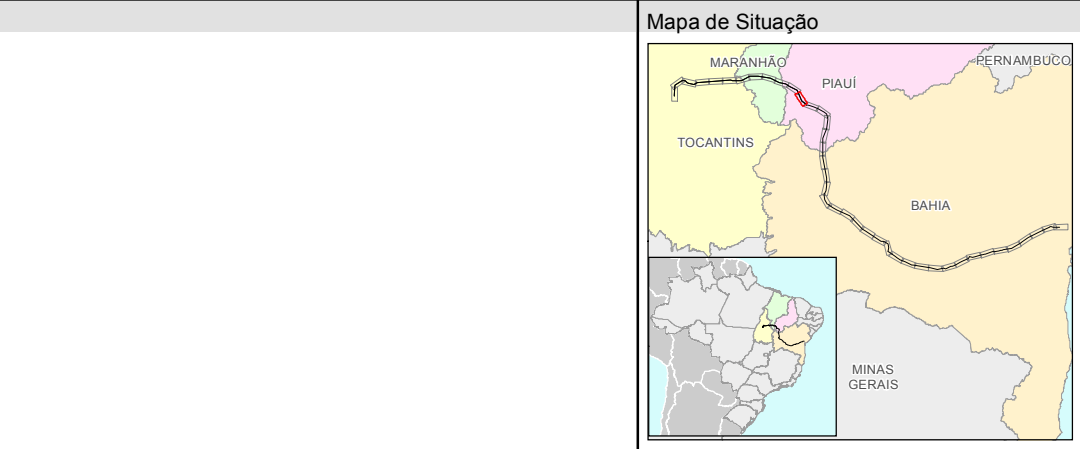 Mapa de Situação
MARANHÃO
PERNAMBUCO
PIAUÍ
TOCANTINS
BAHIA
MINAS
GERAIS